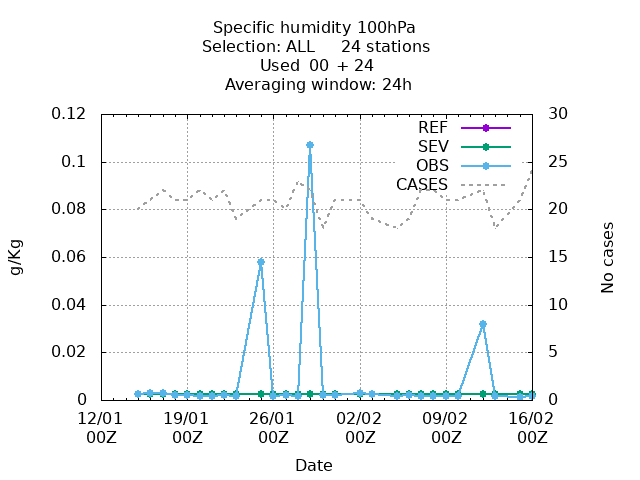 Specific humidity 100hPa
Selection: ALL 24 stations
Used 00 + 24
Averaging window: 24h
0.12 30
REF
SEV
0.1 25
OBS
CASES
0.08 20
0.06 15
g/Kg No cases
0.04 10
0.02 5
0 0
12/01 19/01 26/01 02/02 09/02 16/02
00Z 00Z 00Z 00Z 00Z 00Z
Date